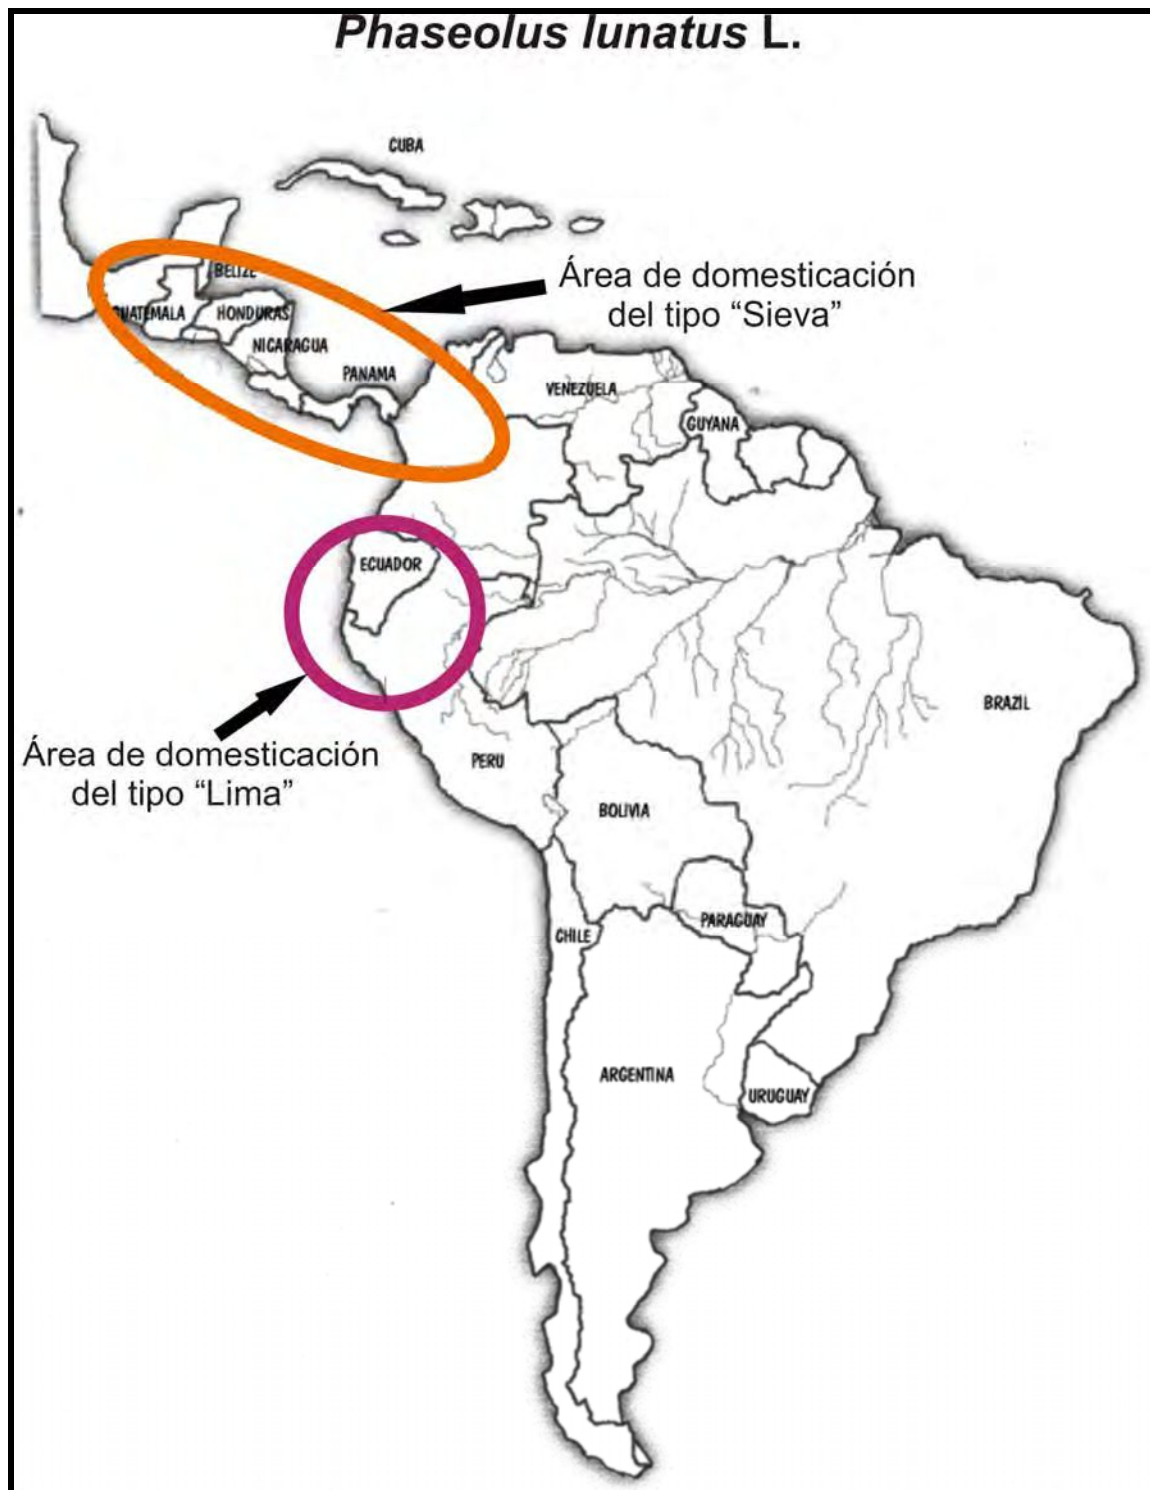 Phaseolus lunatus L.
CUBA
BELIZE
Área de domesticación
del tipo “Sieva”
GUATEMALA
HONDURAS
NICARAGUA
PANAMA
VENEZUELA
GUYANA
ECUADOR
BRAZIL
Área de domesticación
del tipo “Lima”
PERU
BOLIVIA
PARAGUAY
CHILE
ARGENTINA
URUGUAY